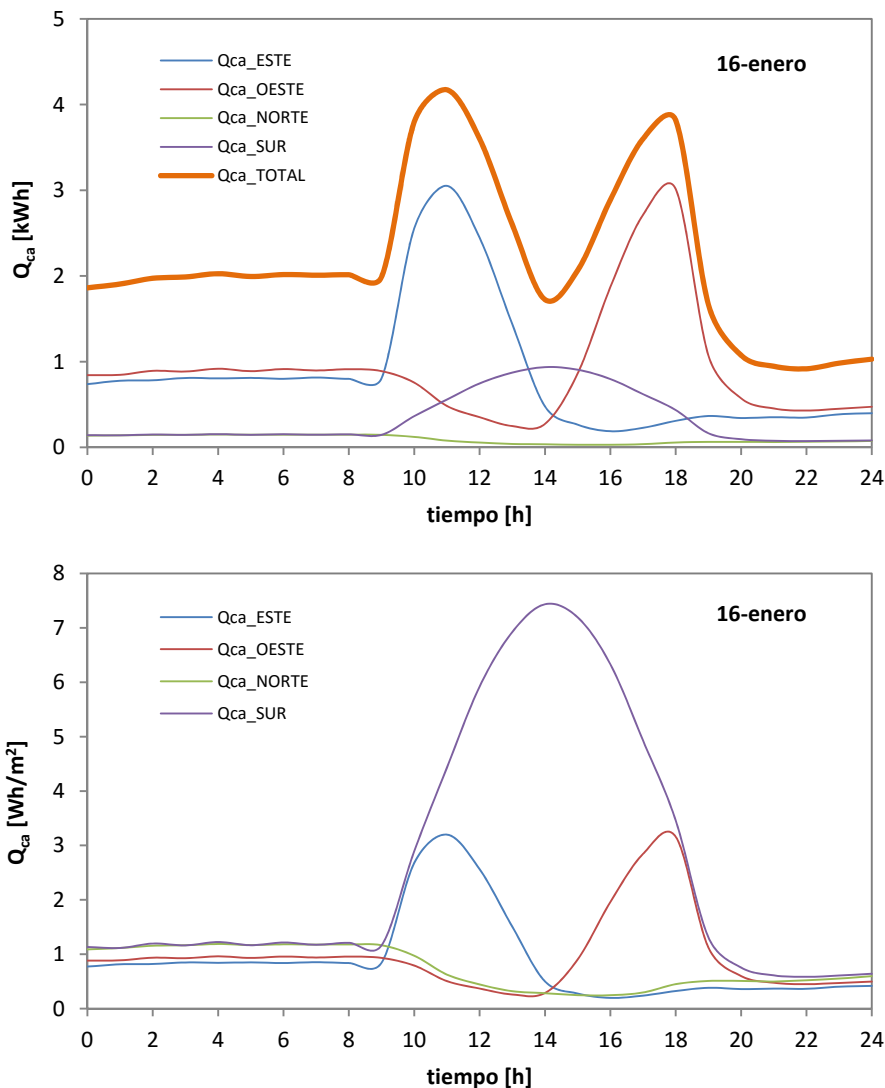 5
4
3
2
1
0
Q_ca [kWh]
Qca_ESTE
Qca_OESTE
Qca_NORTE
Qca_SUR
Qca_TOTAL
16-enero
0 2 4 6 8 10 12 14 16 18 20 22 24
tiempo [h]
8
7
6
5
4
3
2
1
0
Q_ca [Wh/m²]
Qca_ESTE
Qca_OESTE
Qca_NORTE
Qca_SUR
16-enero
0 2 4 6 8 10 12 14 16 18 20 22 24
tiempo [h]